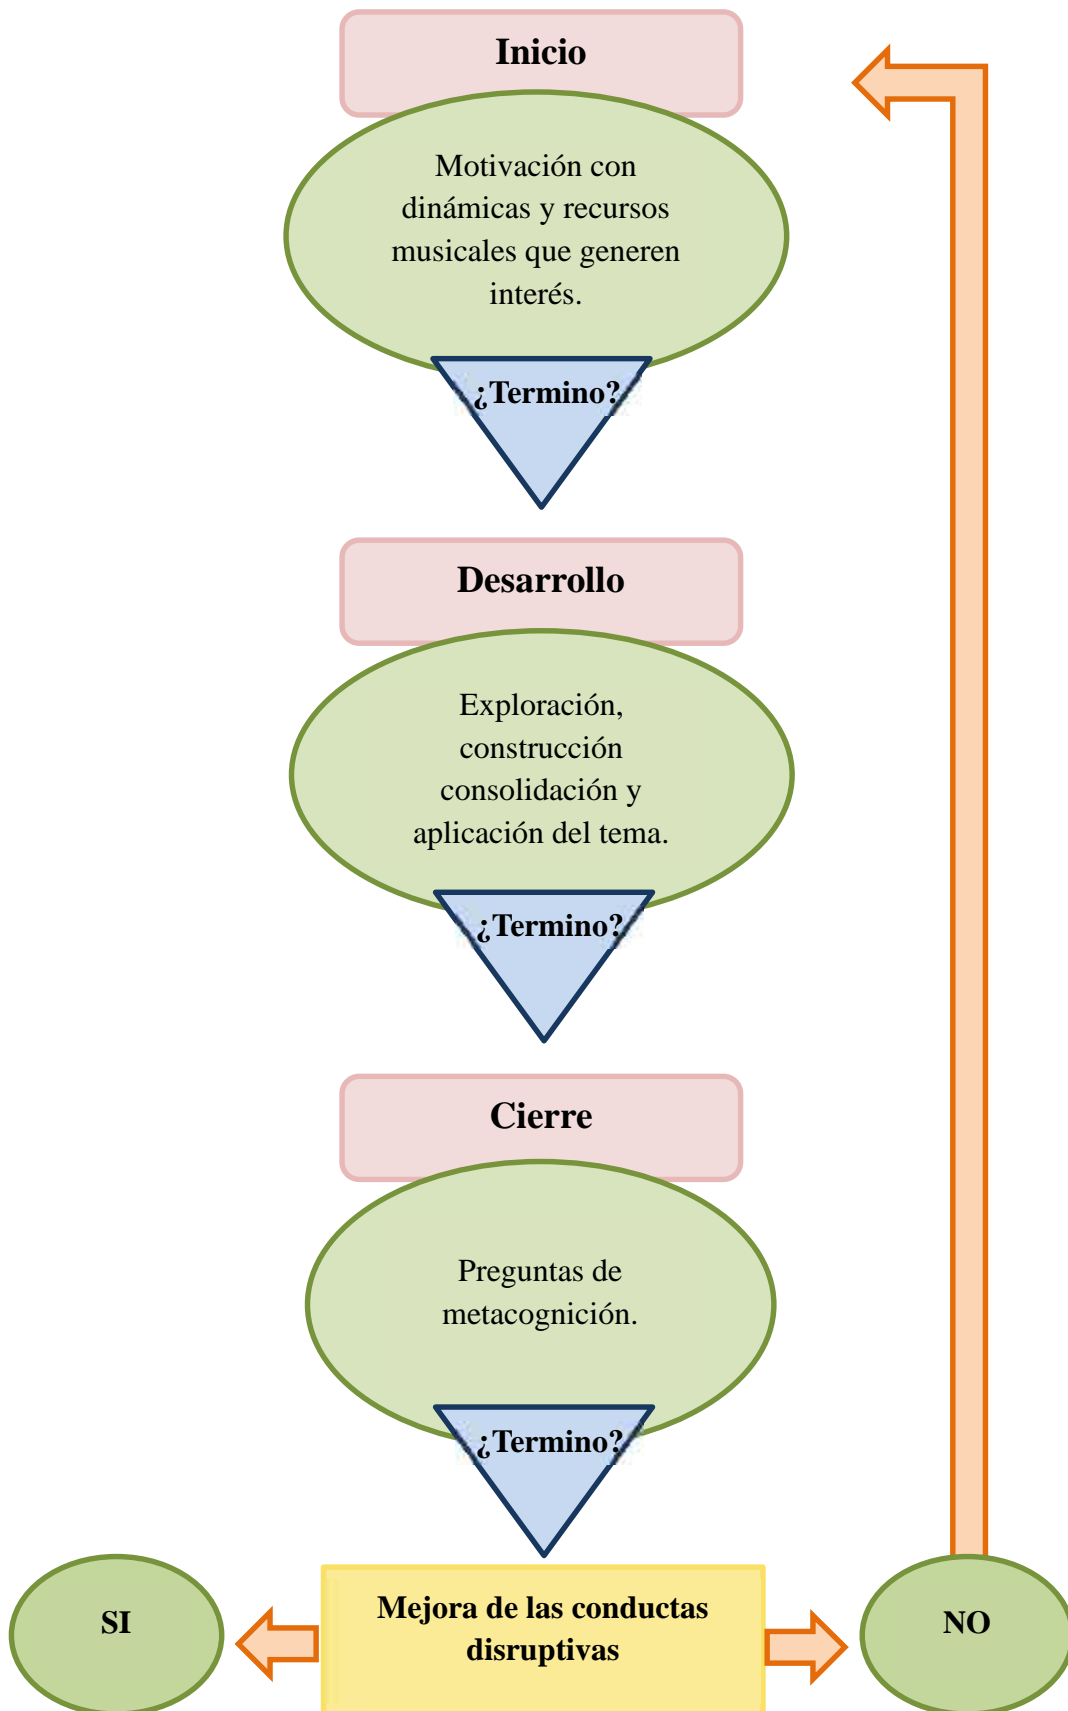 Inicio
Motivación con
dinámicas y recursos
musicales que generen
interés.
¿Termino?
Desarrollo
Exploración,
construcción
consolidación y
aplicación del tema.
¿Termino?
Cierre
Preguntas de
metacognición.
¿Termino?
SI
Mejora de las conductas
disruptivas
NO